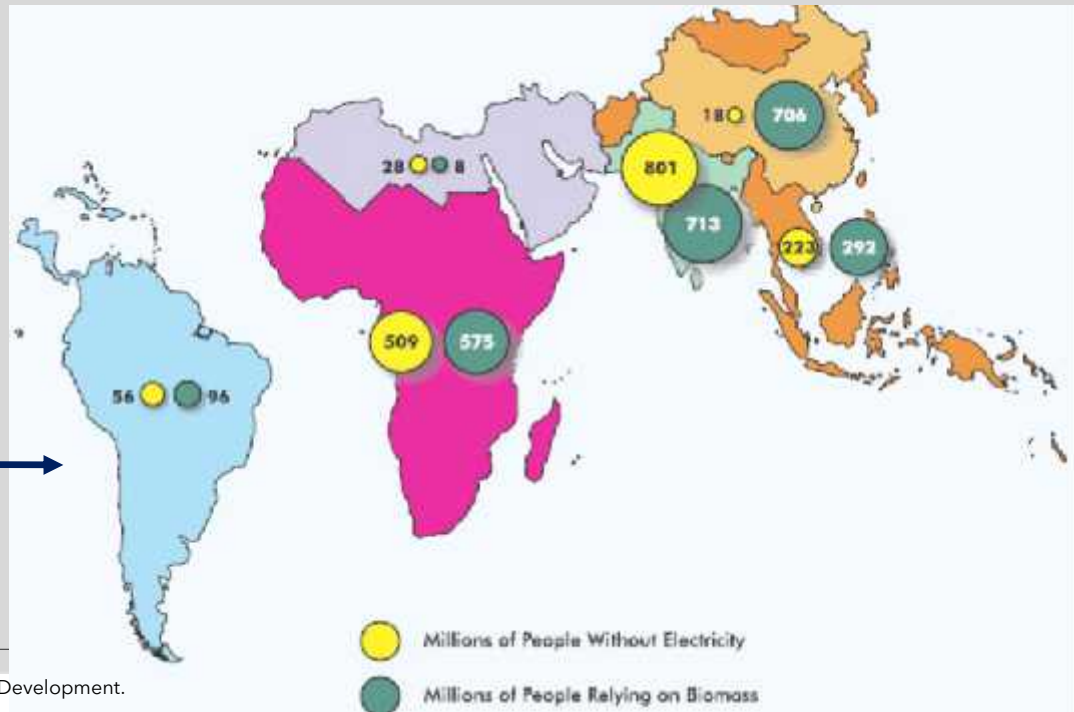 18 706
28 8
801
713
223 292
509 575
56 96
Millions of People Without Electricity
Millions of People Relying on Biomass
Development.